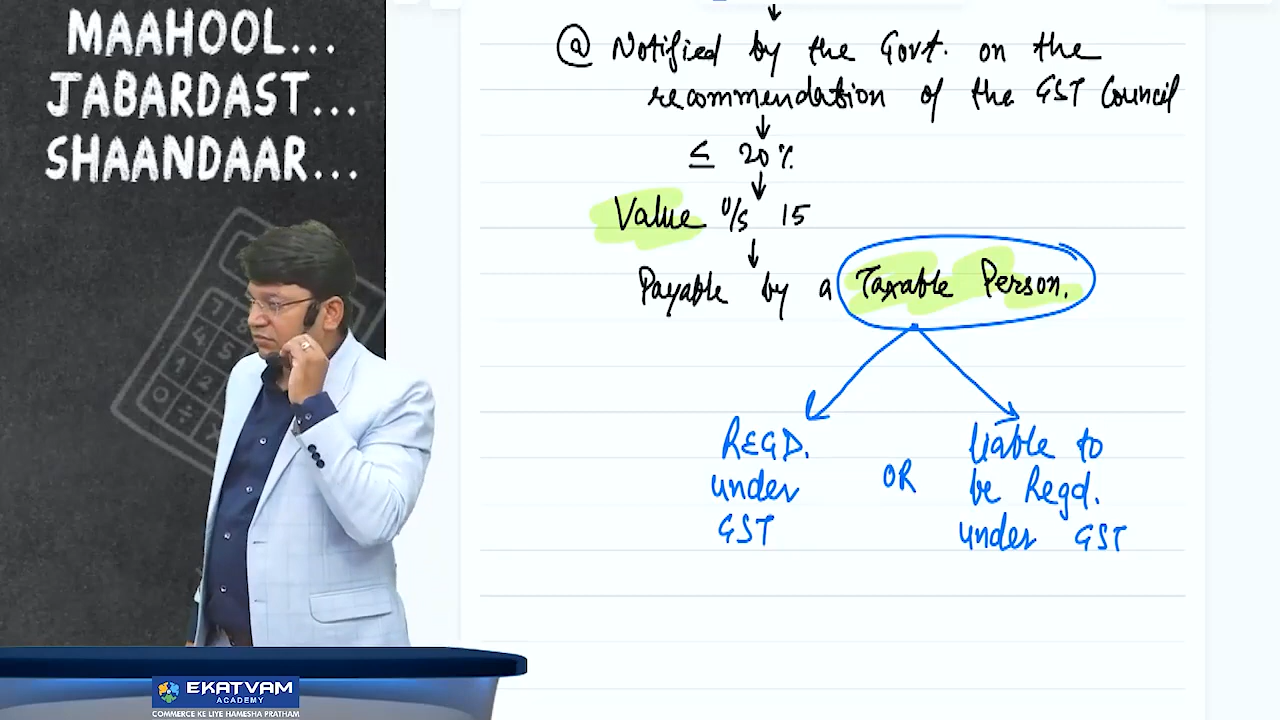 MAAHOOL...
JABARDAST...
SHAANDAAR...
@ Notified by the Govt. on the
recommendation of the GST Council
≤ 20%
Value u/s 15
Payable by a Taxable Person.
REGD.
under
GST
OR
liable to
be Regd.
under GST
EKATVAM
ACADEMY
COMMERCE KE LIYE HAMESHA PRATHAM